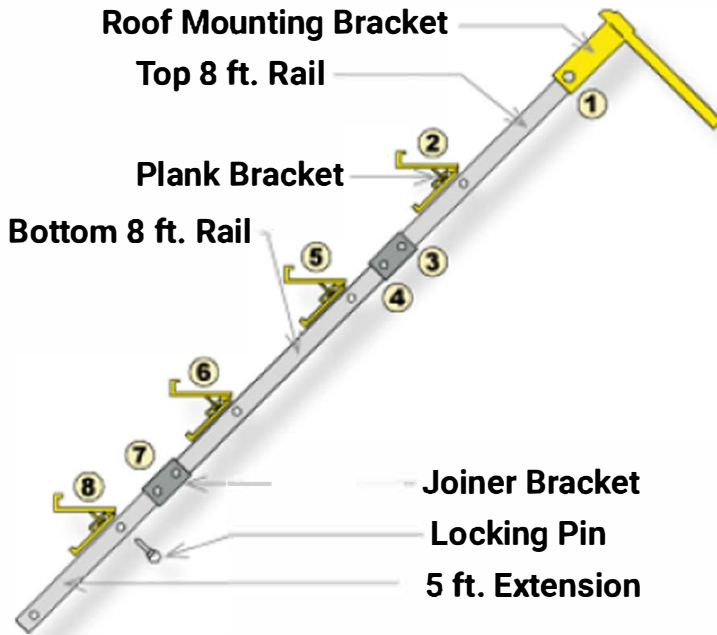 Roof Mounting Bracket
Top 8 ft. Rail
1
2
Plank Bracket
Bottom 8 ft. Rail
3
5
4
6
7
8
Joiner Bracket
Locking Pin
5 ft. Extension